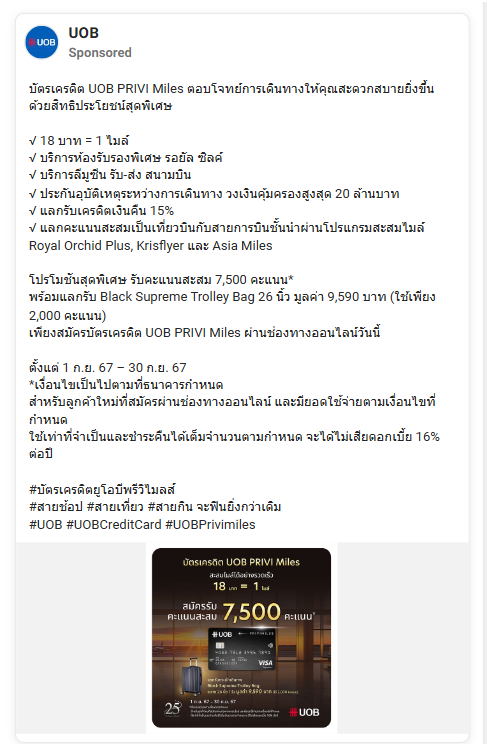 UOB
UOB
Sponsored
บัตรเครดิต UOB PRIVI Miles ตอบโจทย์การเดินทางให้คุณสะดวกสบายยิ่งขึ้น
ด้วยสิทธิประโยชน์สุดพิเศษ
√ 18 บาท = 1 ไมล์
√ บริการห้องรับรองพิเศษ รอยัล ซิลค์
√ บริการลีมูซีน รับ-ส่ง สนามบิน
√ ประกันอุบัติเหตุระหว่างการเดินทาง วงเงินคุ้มครองสูงสุด 20 ล้านบาท
√ แลกรับเครดิตเงินคืน 15%
√ แลกคะแนนสะสมเป็นเที่ยวบินกับสายการบินชั้นนำผ่านโปรแกรมสะสมไมล์
Royal Orchid Plus, Krisflyer และ Asia Miles
โปรโมชันสุดพิเศษ รับคะแนนสะสม 7,500 คะแนน*
พร้อมแลกรับ Black Supreme Trolley Bag 26 นิ้ว มูลค่า 9,590 บาท (ใช้เพียง
2,000 คะแนน)
เพียงสมัครบัตรเครดิต UOB PRIVI Miles ผ่านช่องทางออนไลน์วันนี้
ตั้งแต่ 1 ก.ย. 67 – 30 ก.ย. 67
*เงื่อนไขเป็นไปตามที่ธนาคารกำหนด
สำหรับลูกค้าใหม่ที่สมัครผ่านช่องทางออนไลน์ และมียอดใช้จ่ายตามเงื่อนไขที่
กำหนด
ใช้เท่าที่จำเป็นและชำระคืนได้เต็มจำนวนตามกำหนด จะได้ไม่เสียดอกเบี้ย 16%
ต่อปี
#บัตรเครดิตยูโอบีพรีวิไมลส์
#สายช้อป #สายเที่ยว #สายกิน จะฟินยิ่งกว่าเดิม
#UOB #UOBCreditCard #UOBPrivimiles
บัตรเครดิต UOB PRIVI Miles
สะสมไมล์ได้อย่างรวดเร็ว
18 บาท = 1 ไมล์
สมัครรับ
คะแนนสะสม 7,500 คะแนน*
UOB PRIVI MILES
VISA
Black Supreme Trolley Bag
มูลค่า 9,590 บาท
1 ก.ย. 67 – 30 ก.ย. 67
25
UOB